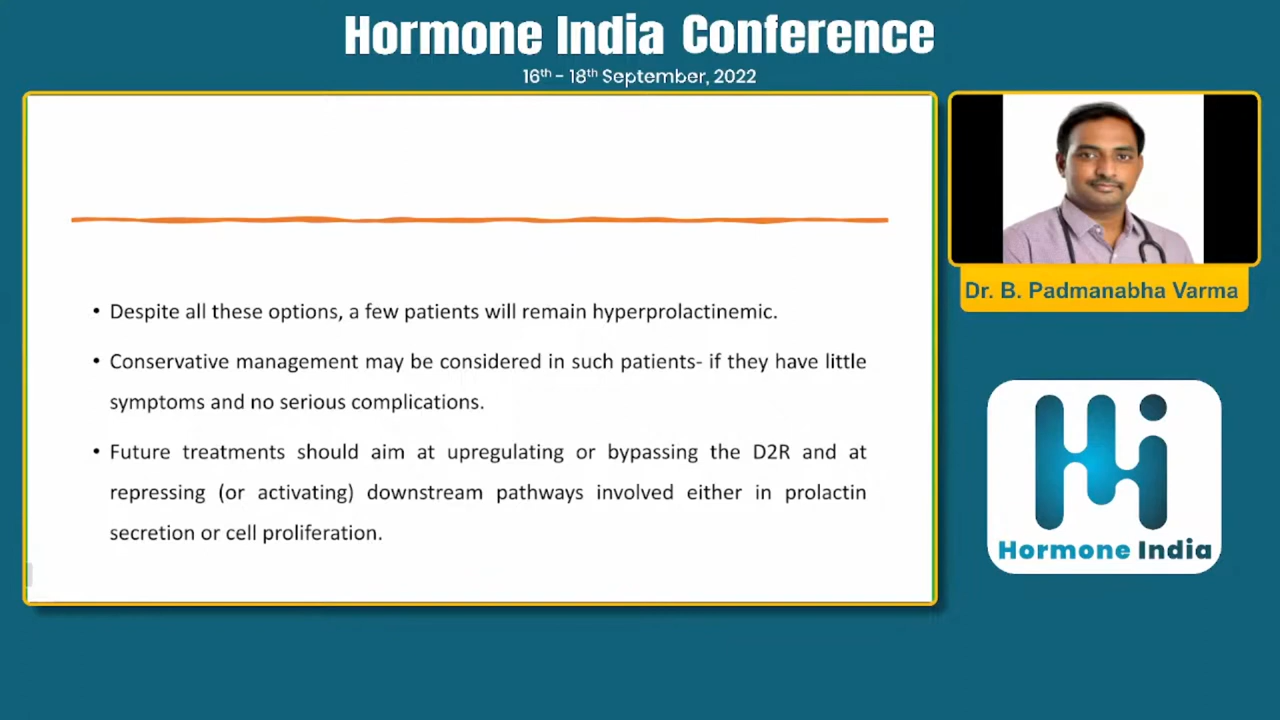 Hormone India Conference
16th - 18th September, 2022
• Despite all these options, a few patients will remain hyperprolactinemic.
• Conservative management may be considered in such patients- if they have little
symptoms and no serious complications.
• Future treatments should aim at upregulating or bypassing the D2R and at
repressing (or activating) downstream pathways involved either in prolactin
secretion or cell proliferation.
Dr. B. Padmanabha Varma
Hi
Hormone India